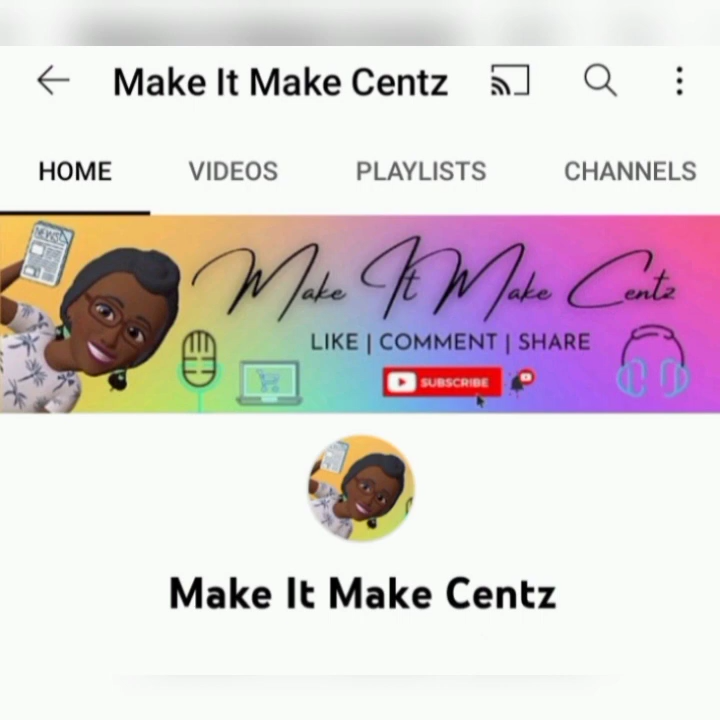 Make It Make Centz
HOME VIDEOS PLAYLISTS CHANNELS
NEWS
Make It Make Centz
LIKE | COMMENT | SHARE
SUBSCRIBE
Make It Make Centz